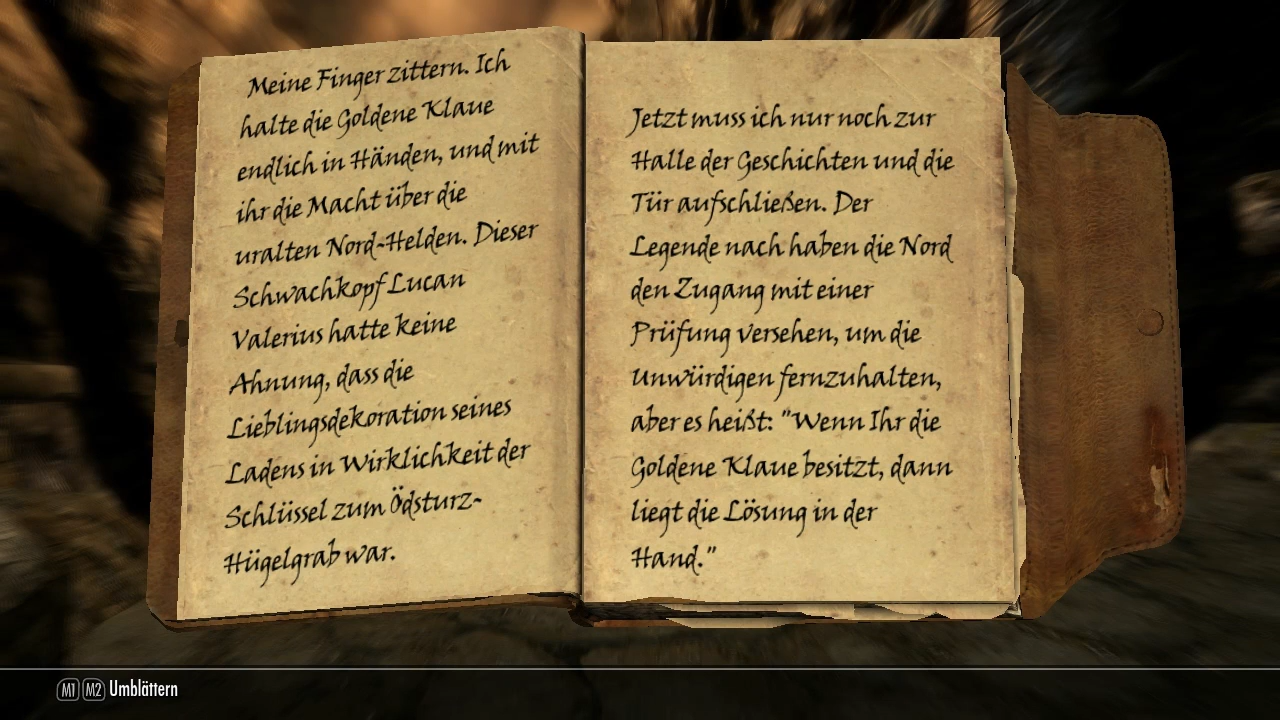 Meine Finger zittern. Ich
halte die Goldene Klaue
endlich in Händen, und mit
ihr die Macht über die
uralten Nord-Helden. Dieser
Schwachkopf Lucan
Valerius hatte keine
Ahnung, dass die
Lieblingsdekoration seines
Ladens in Wirklichkeit der
Schlüssel zum Ödsturz-
Hügelgrab war.
Jetzt muss ich nur noch zur
Halle der Geschichten und die
Tür aufschließen. Der
Legende nach haben die Nord
den Zugang mit einer
Prüfung versehen, um die
Unwürdigen fernzuhalten,
aber es heißt: "Wenn Ihr die
Goldene Klaue besitzt, dann
liegt die Lösung in der
Hand."
M1 M2 Umblättern